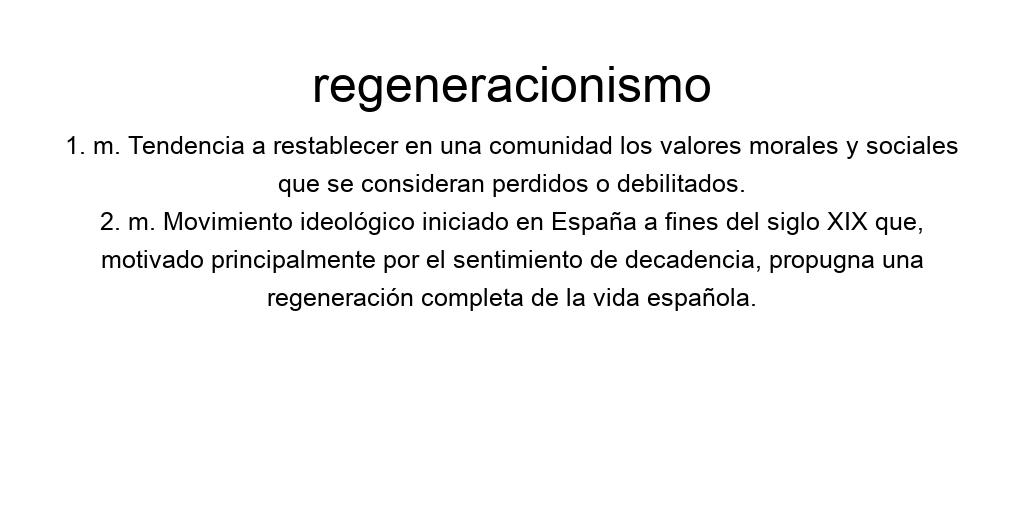 regeneracionismo
1. m. Tendencia a restablecer en una comunidad los valores morales y sociales
que se consideran perdidos o debilitados.
2. m. Movimiento ideológico iniciado en España a fines del siglo XIX que,
motivado principalmente por el sentimiento de decadencia, propugna una
regeneración completa de la vida española.